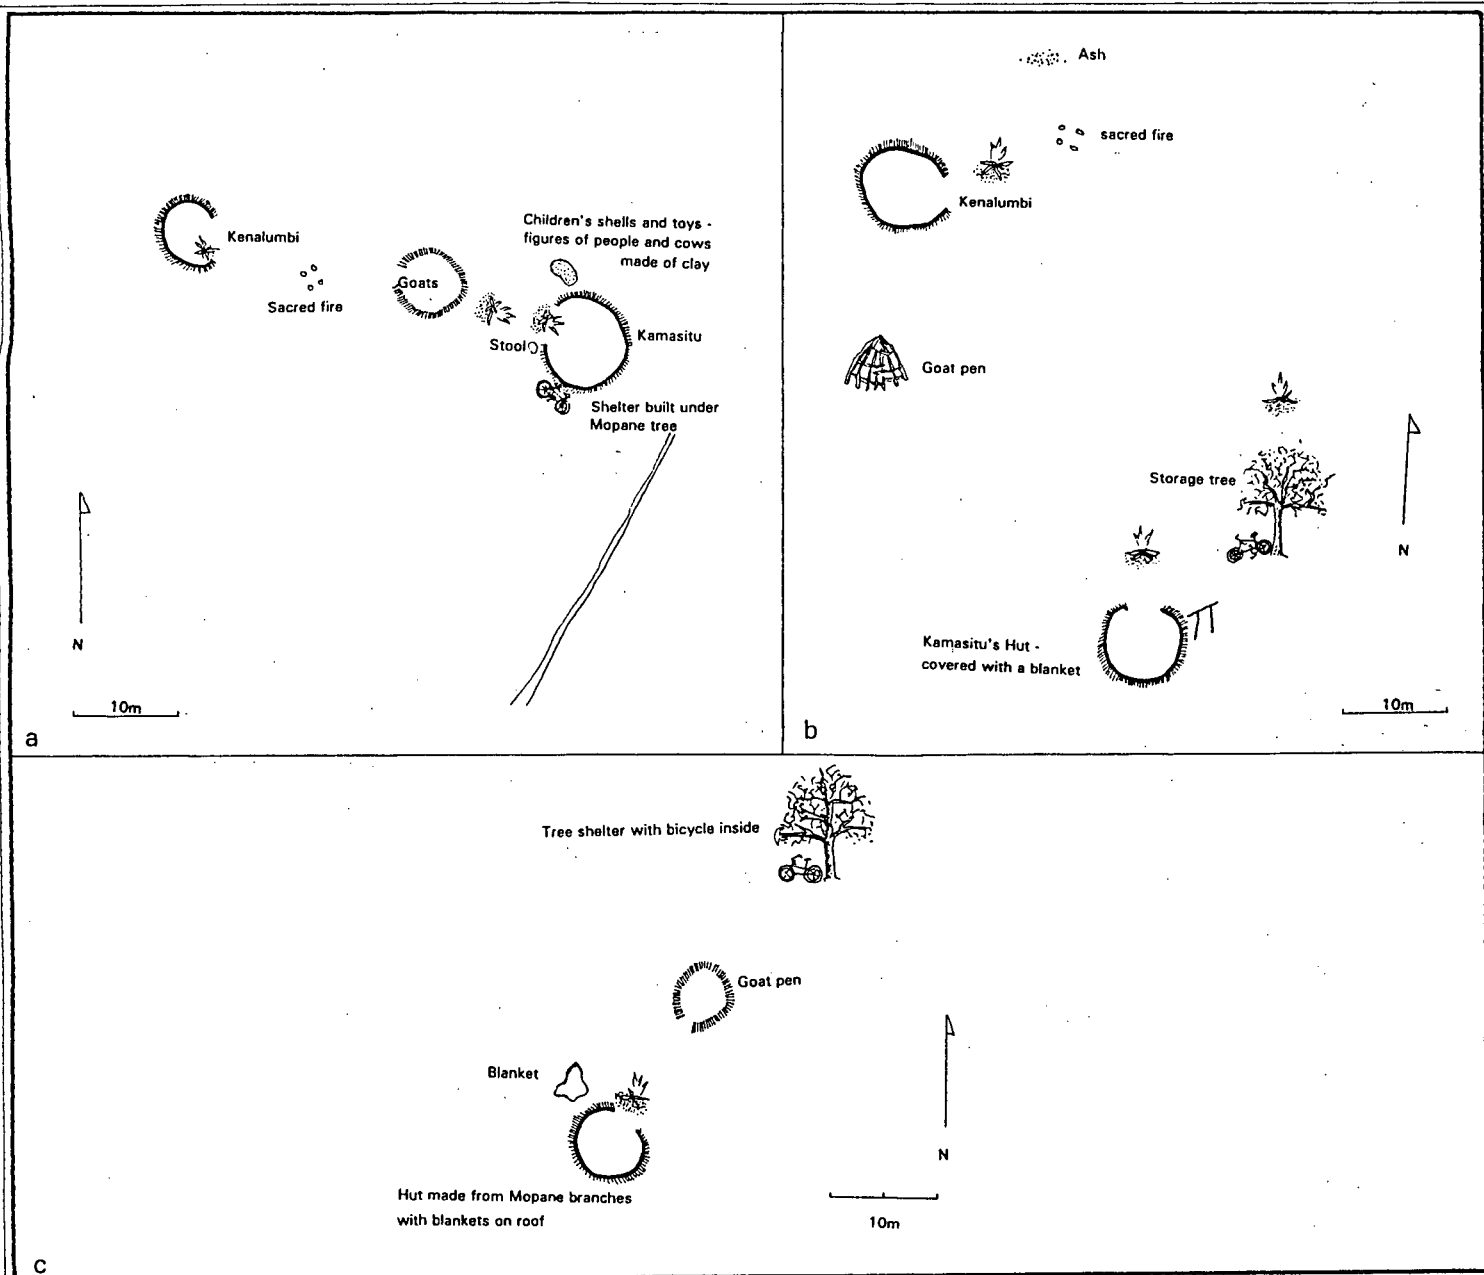 Kenalumbi
Sacred fire
Goats
Children's shells and toys -
figures of people and cows
made of clay
Stool
Kamasitu
Shelter built under
Mopane tree
N
10m
a
Ash
sacred fire
Kenalumbi
Goat pen
Storage tree
N
Kamasitu's Hut -
covered with a blanket
10m
b
Tree shelter with bicycle inside
Goat pen
Blanket
N
Hut made from Mopane branches
with blankets on roof
10m
c